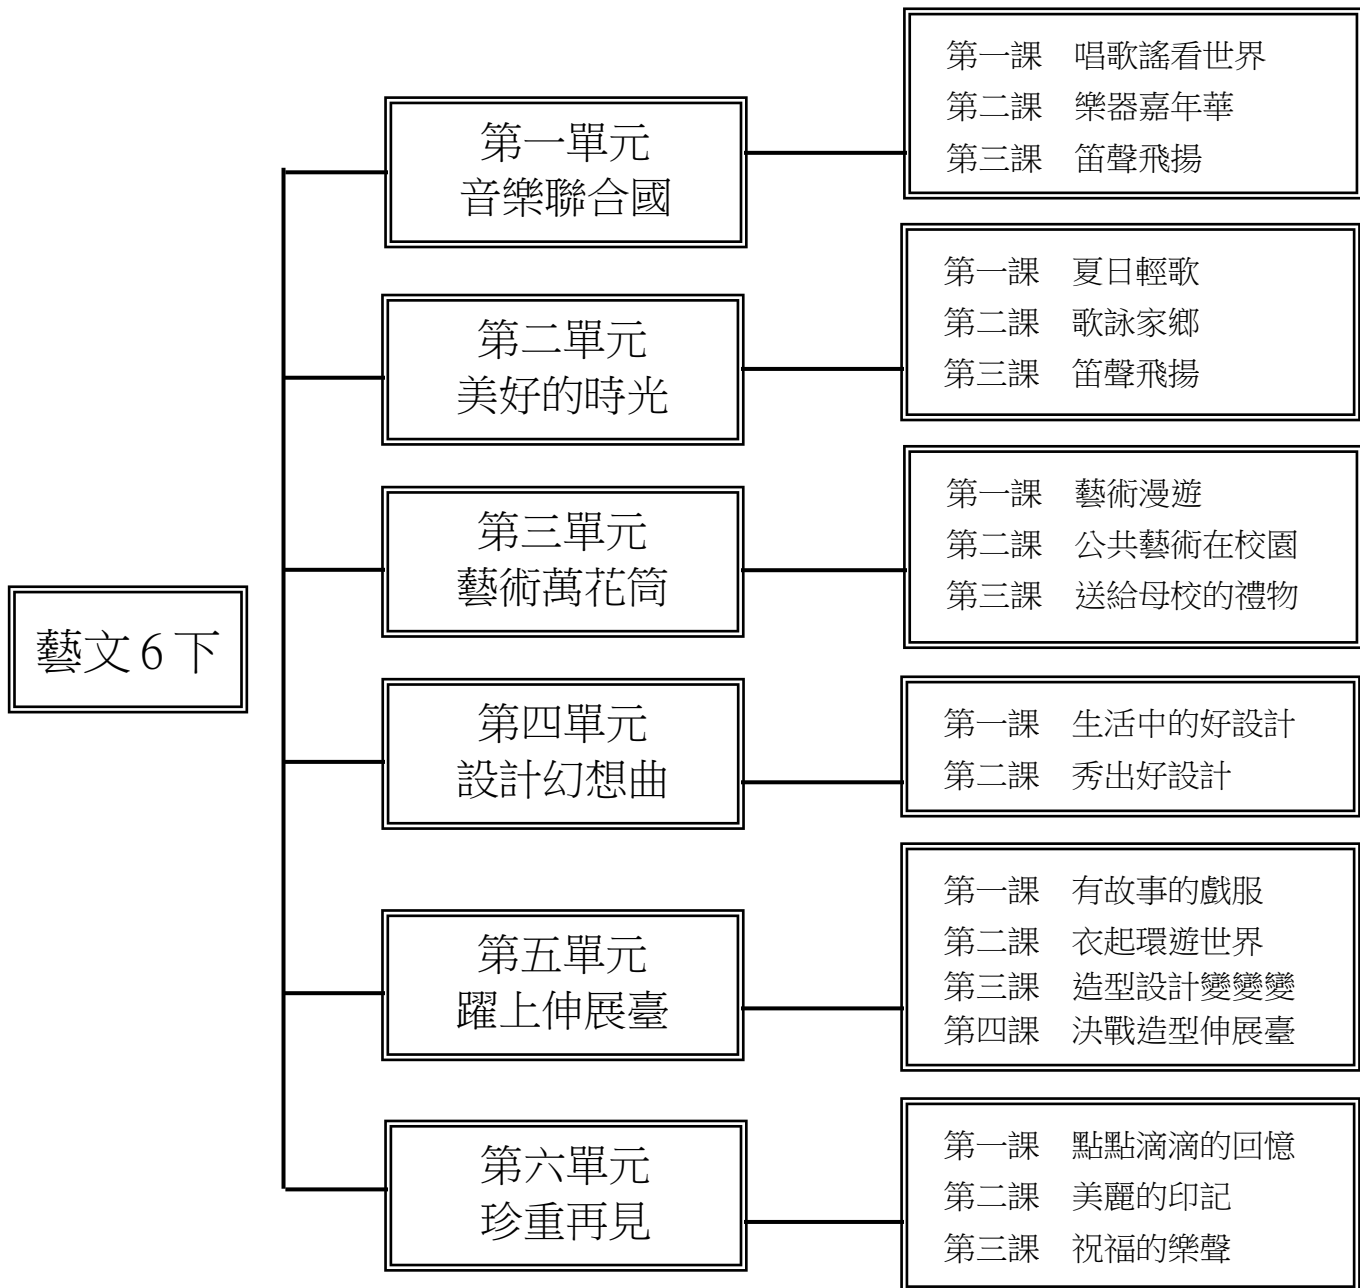 藝文6下
第一單元
音樂聯合國
第一課　唱歌謠看世界
第二課　樂器嘉年華
第三課　笛聲飛揚
第二單元
美好的時光
第一課　夏日輕歌
第二課　歌詠家鄉
第三課　笛聲飛揚
第三單元
藝術萬花筒
第一課　藝術漫遊
第二課　公共藝術在校園
第三課　送給母校的禮物
第四單元
設計幻想曲
第一課　生活中的好設計
第二課　秀出好設計
第五單元
躍上伸展臺
第一課　有故事的戲服
第二課　衣起環遊世界
第三課　造型設計變變變
第四課　決戰造型伸展臺
第六單元
珍重再見
第一課　點點滴滴的回憶
第二課　美麗的印記
第三課　祝福的樂聲